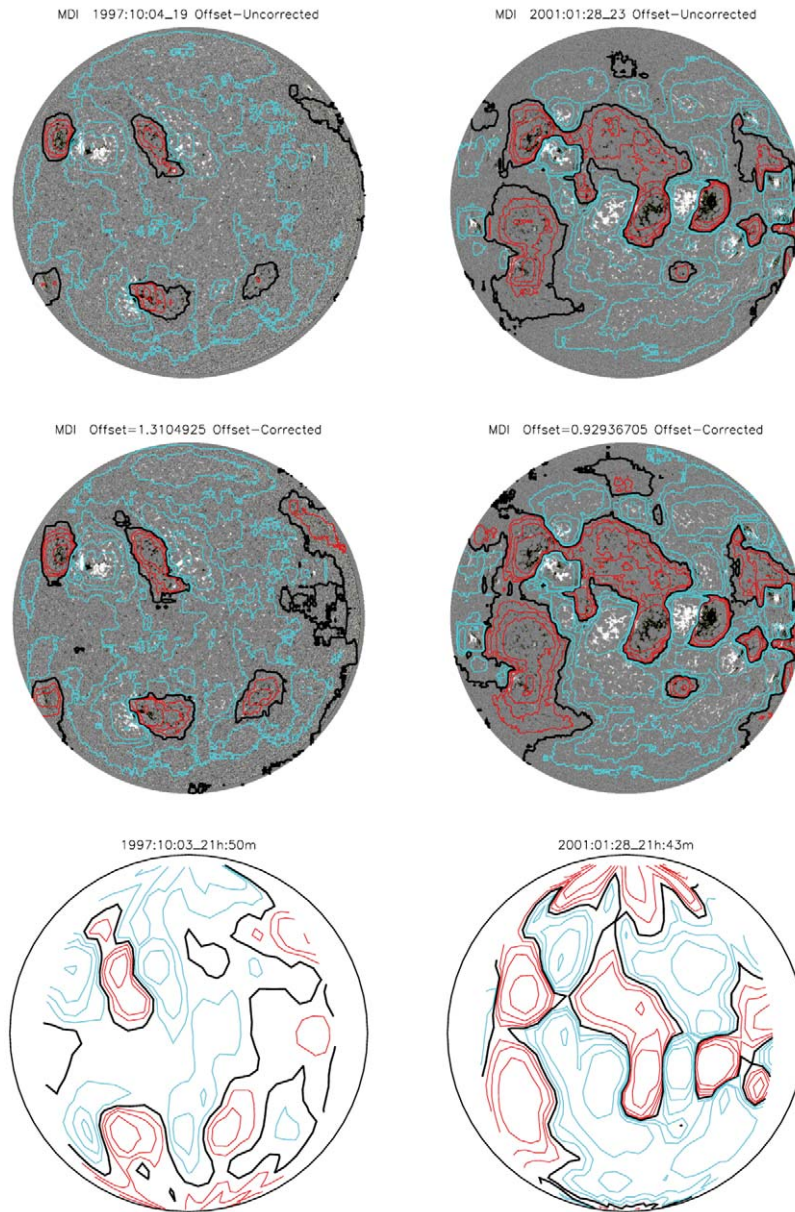 MDI 1997:10:04_19 Offset-Uncorrected
MDI 2001:01:28_23 Offset-Uncorrected
MDI Offset=1.3104925 Offset-Corrected
MDI Offset=0.92936705 Offset-Corrected
1997:10:03_21h:50m
2001:01:28_21h:43m